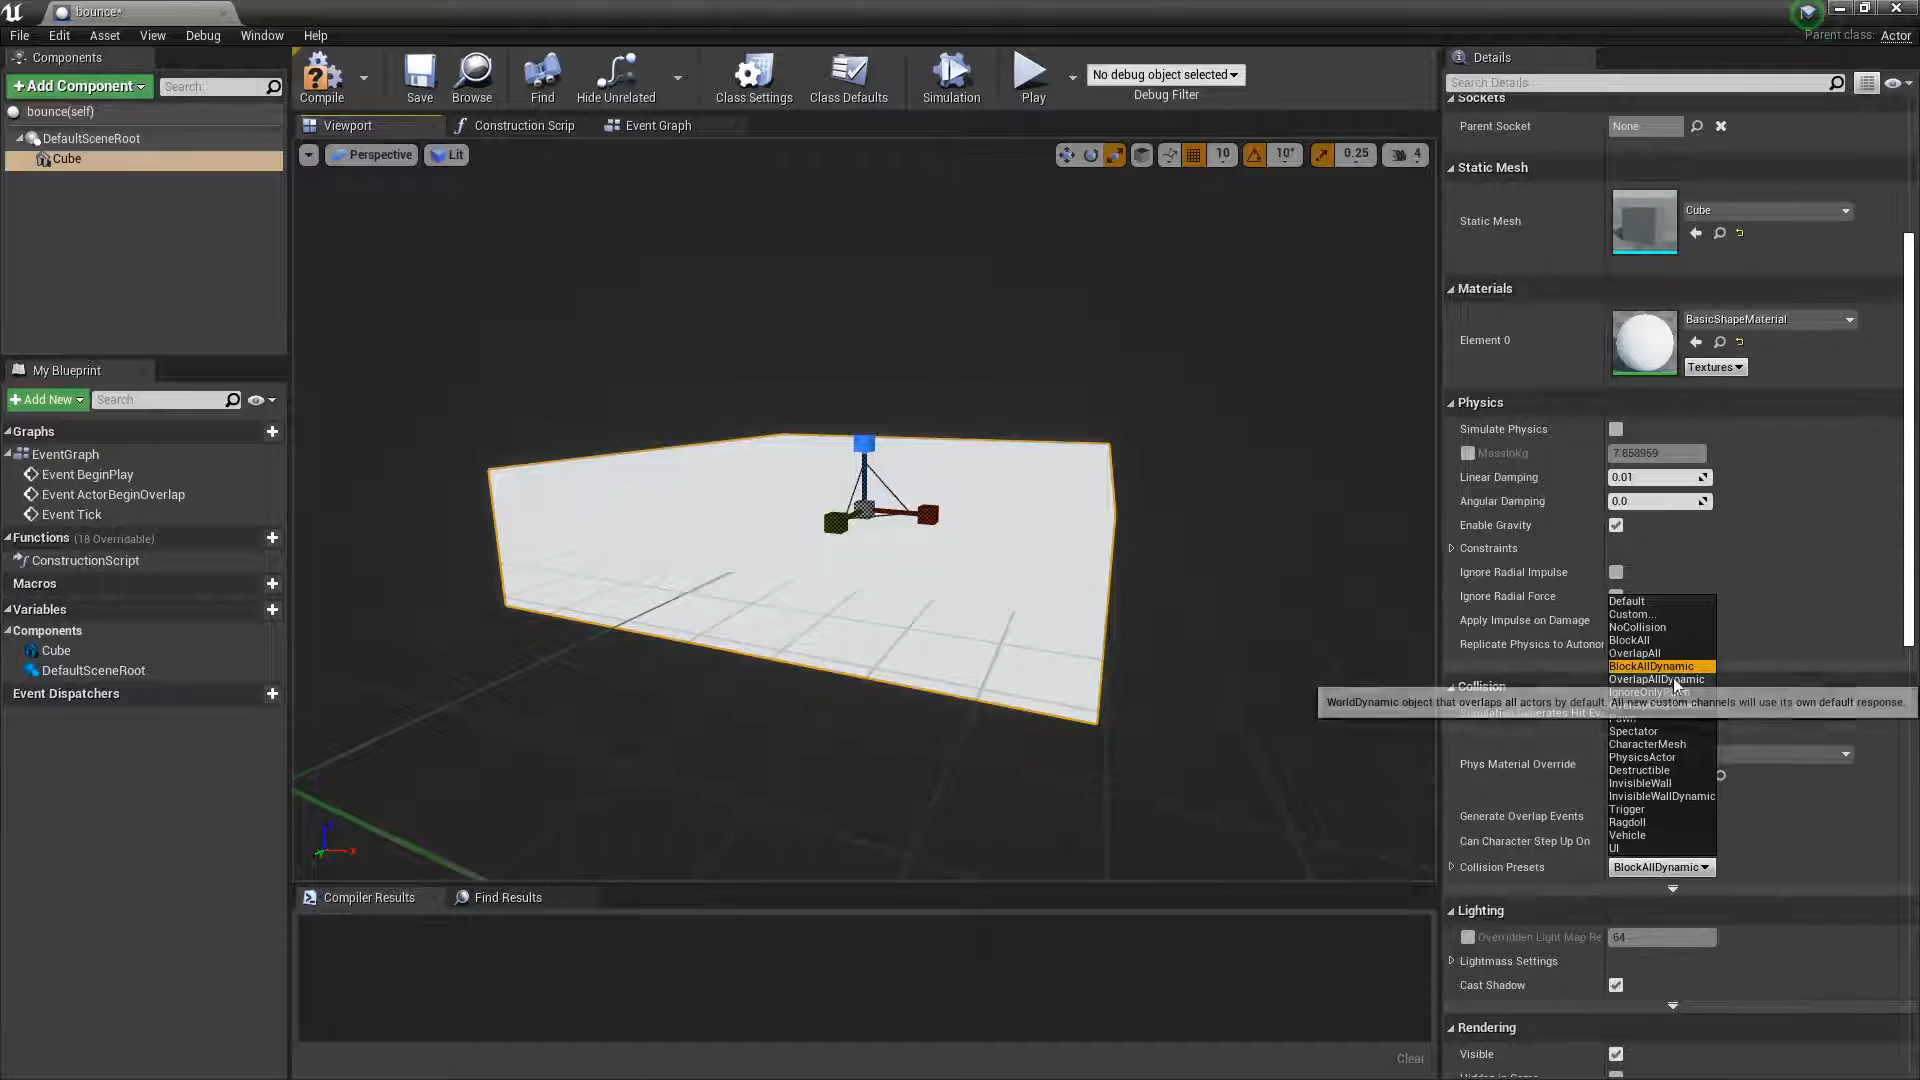 bounce*
File Edit Asset View Debug Window Help
Parent class: Actor
Components
Add Component
Search
bounce(self)
DefaultSceneRoot
Cube
Compile
Save
Browse
Find
Hide Unrelated
Class Settings
Class Defaults
Simulation
Play
No debug object selected
Debug Filter
Viewport
Construction Scrip
Event Graph
Perspective
Lit
10
10°
0.25
4
My Blueprint
Add New
Search
Graphs
EventGraph
Event BeginPlay
Event ActorBeginOverlap
Event Tick
Functions (18 Overridable)
ConstructionScript
Macros
Variables
Components
Cube
DefaultSceneRoot
Event Dispatchers
Compiler Results
Find Results
Clear
Details
Search Details
Sockets
Parent Socket
None
Static Mesh
Static Mesh
Cube
Materials
Element 0
BasicShapeMaterial
Textures
Physics
Simulate Physics
MassInKg
7.858959
Linear Damping
0.01
Angular Damping
0.0
Enable Gravity
Constraints
Ignore Radial Impulse
Ignore Radial Force
Apply Impulse on Damage
Replicate Physics to Autonor
Default
Custom...
NoCollision
BlockAll
OverlapAll
BlockAllDynamic
OverlapAllDynamic
Collision
WorldDynamic object that overlaps all actors by default. All new custom channels will use its own default response.
Pawn
Spectator
CharacterMesh
PhysicsActor
Destructible
InvisibleWall
InvisibleWallDynamic
Trigger
Ragdoll
Vehicle
UI
Phys Material Override
Generate Overlap Events
Can Character Step Up On
Collision Presets
BlockAllDynamic
Lighting
Overridden Light Map Re
64
Lightmass Settings
Cast Shadow
Rendering
Visible